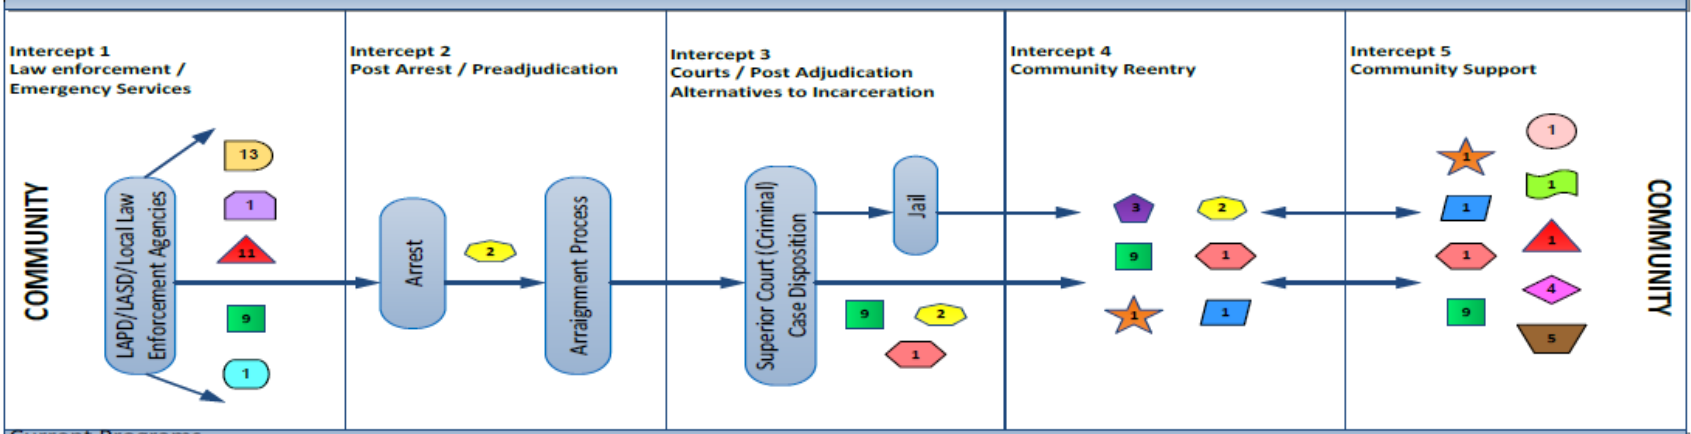 Intercept 1
Law enforcement /
Emergency Services
Intercept 2
Post Arrest / Preadjudication
Intercept 3
Courts / Post Adjudication
Alternatives to Incarceration
Intercept 4
Community Reentry
Intercept 5
Community Support
COMMUNITY
LAPD/LASD/Local Law
Enforcement Agencies
13
1
11
9
1
Arrest
2
Arraignment Process
Superior Court (Criminal)
Case Disposition
Jail
9
2
1
3
2
9
1
1
1
1
1
1
9
1
1
1
4
5
COMMUNITY